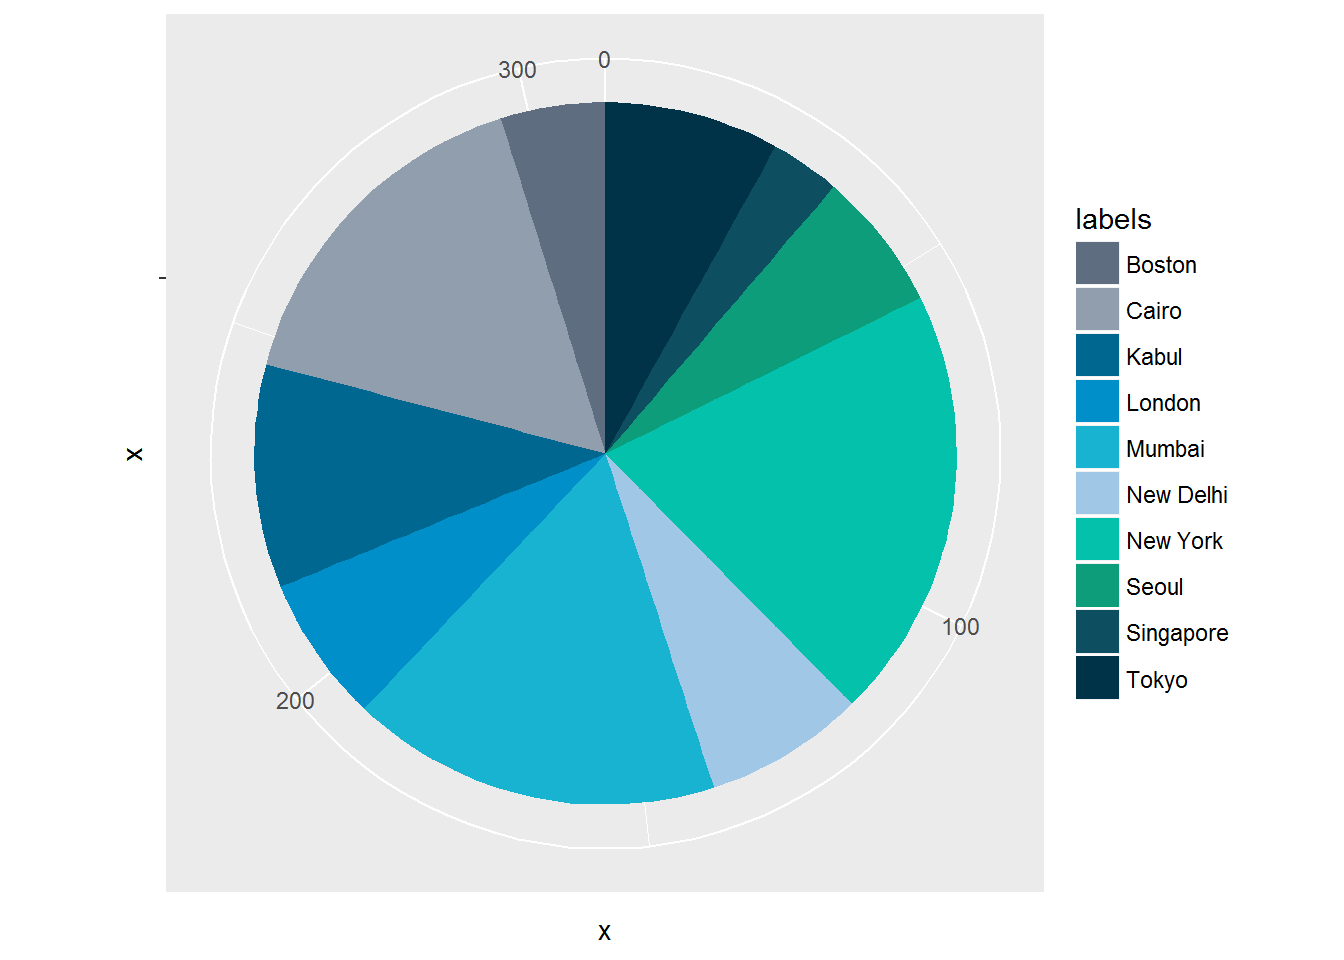 300
0
100
200
x
x
labels
Boston
Cairo
Kabul
London
Mumbai
New Delhi
New York
Seoul
Singapore
Tokyo